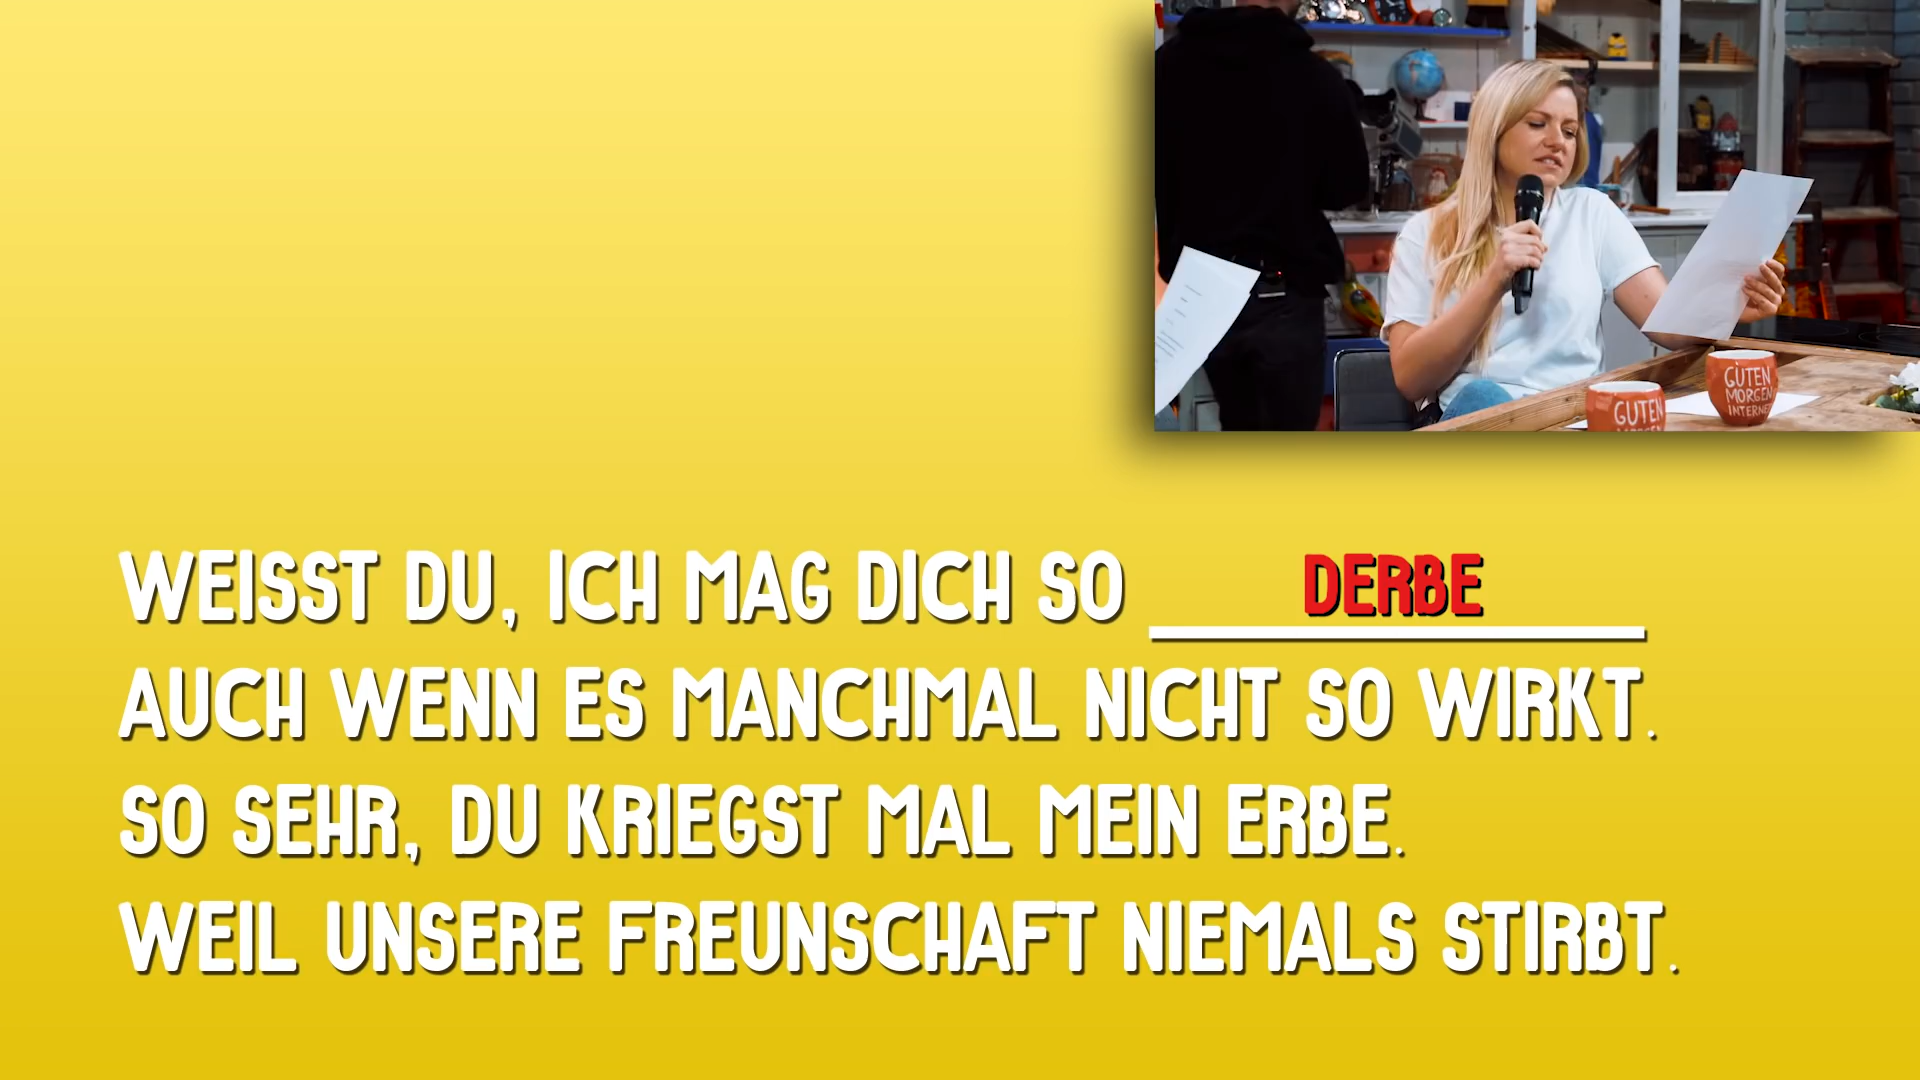 GUTEN
MORGEN
INTERNET
GUTEN
WEISST DU, ICH MAG DICH SO DERBE
AUCH WENN ES MANCHMAL NICHT SO WIRKT.
SO SEHR, DU KRIEGST MAL MEIN ERBE.
WEIL UNSERE FREUNSCHAFT NIEMALS STIRBT.